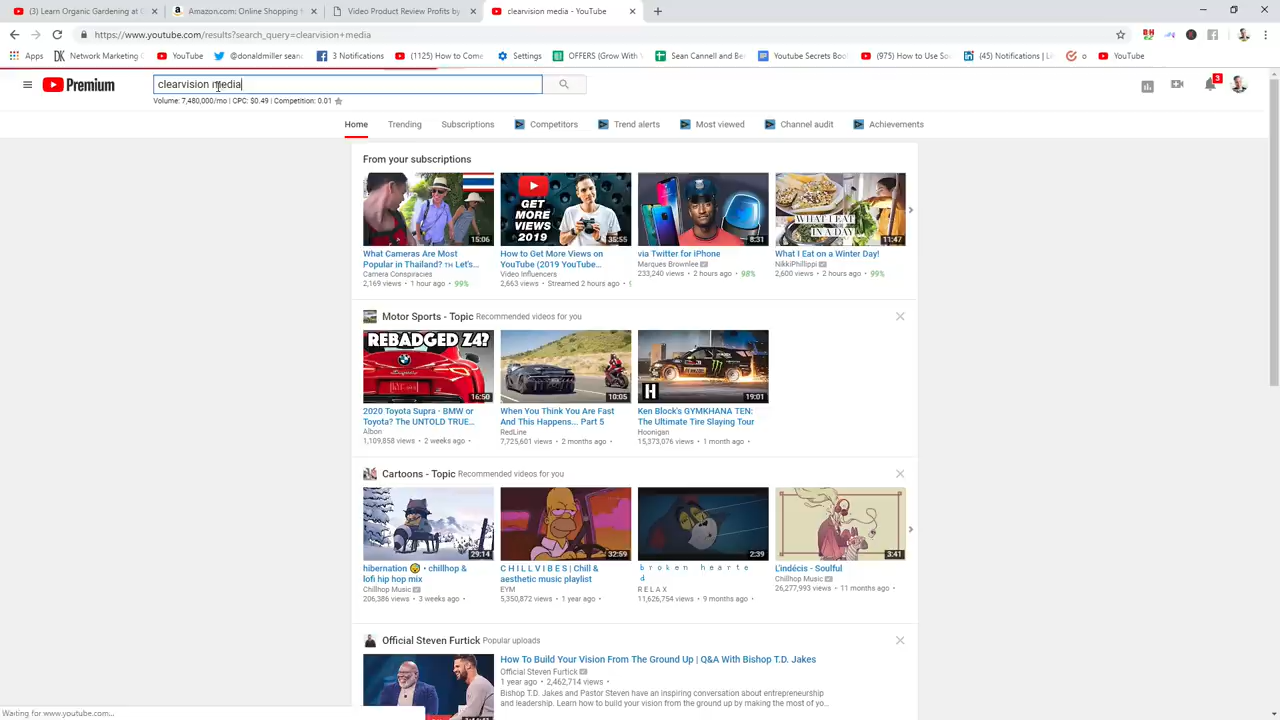 (3) Learn Organic Gardening at
Amazon.com: Online Shopping
Video Product Review Profits by
clearvision media - YouTube
https://www.youtube.com/results?search_query=clearvision+media
Apps
Network Marketing
YouTube
@donaldmiller sean
3 Notifications
(1125) How to Come
Settings
OFFERS (Grow With
Sean Cannell and Ben
Youtube Secrets Boo
(975) How to Use Soc
(45) Notifications | Li
YouTube
Premium
clearvision media
3
Volume: 7,480,000/mo | CPC: $0.49 | Competition: 0.01
Home Trending Subscriptions Competitors Trend alerts Most viewed Channel audit Achievements
From your subscriptions
15:06
GET
MORE
VIEWS
2019
35:55
8:31
WHAT I EAT
IN A DAY
11:47
What Cameras Are Most
Popular in Thailand? TH Let's...
Camera Conspiracies
2,169 views • 1 hour ago • 99%
How to Get More Views on
YouTube (2019 YouTube...
Video Influencers
2,663 views • Streamed 2 hours ago •
via Twitter for iPhone
Marques Brownlee
233,240 views • 2 hours ago • 98%
What I Eat on a Winter Day!
NikkiPhillippi
2,600 views • 2 hours ago • 99%
Motor Sports - Topic Recommended videos for you
REBADGED Z4?
16:50
10:05
H
19:01
2020 Toyota Supra - BMW or
Toyota? The UNTOLD TRUE...
Albon
1,109,858 views • 2 weeks ago •
When You Think You Are Fast
And This Happens... Part 5
RedLine
7,725,601 views • 2 months ago •
Ken Block's GYMKHANA TEN:
The Ultimate Tire Slaying Tour
Hoonigan
15,373,076 views • 1 month ago •
Cartoons - Topic Recommended videos for you
29:14
32:59
2:39
3:41
hibernation 😴 • chillhop &
lofi hip hop mix
Chillhop Music
206,386 views • 3 weeks ago •
C H I L L V I B E S | Chill &
aesthetic music playlist
EYM
5,350,872 views • 1 year ago •
b r o k e n h e a r t e
d
R E L A X
11,626,754 views • 9 months ago •
L'indécis - Soulful
Chillhop Music
26,277,993 views • 11 months ago •
Official Steven Furtick Popular uploads
How To Build Your Vision From The Ground Up | Q&A With Bishop T.D. Jakes
Official Steven Furtick
1 year ago • 2,462,714 views •
Bishop T.D. Jakes and Pastor Steven have an inspiring conversation about entrepreneurship
and leadership. Learn how to build your vision from the ground up by making the most of yo...
Waiting for www.youtube.com...